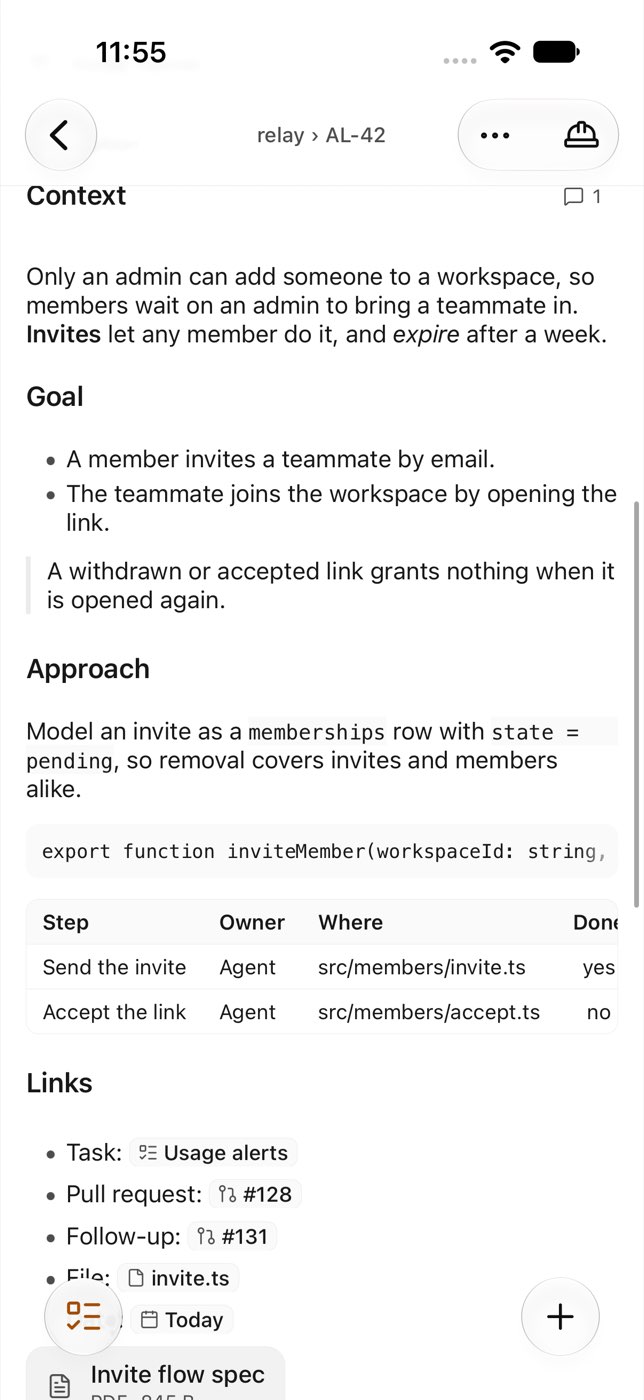 11:55
relay › AL-42
Context
1
Only an admin can add someone to a workspace, so
members wait on an admin to bring a teammate in.
Invites let any member do it, and expire after a week.
Goal
• A member invites a teammate by email.
• The teammate joins the workspace by opening the
link.
A withdrawn or accepted link grants nothing when it
is opened again.
Approach
Model an invite as a memberships row with state =
pending, so removal covers invites and members
alike.
export function inviteMember(workspaceId: string,
Step Owner Where Done
Send the invite Agent src/members/invite.ts yes
Accept the link Agent src/members/accept.ts no
Links
• Task: Usage alerts
• Pull request: #128
• Follow-up: #131
• File: invite.ts
Today
Invite flow spec